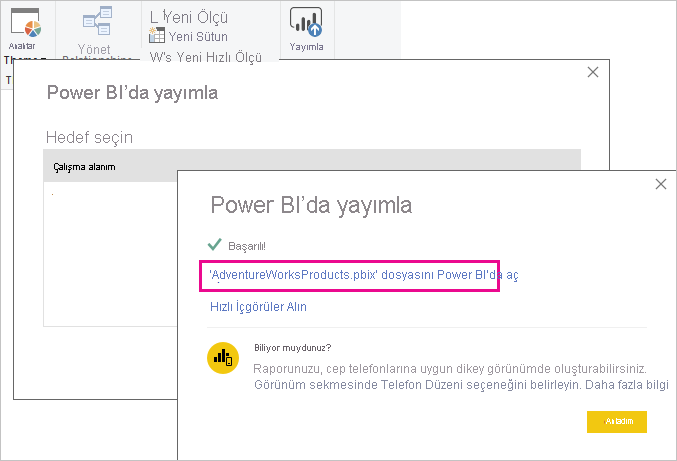 L Yeni Ölçü
Yeni Sütun
W's Yeni Hızlı Ölçü
Anahtar
Theme
T
Yönet
Relationships
Yayımla
Power BI'da yayımla
Hedef seçin
Çalışma alanım
Power BI'da yayımla
Başarılı!
'AdventureWorksProducts.pbix' dosyasını Power BI'da aç
Hızlı İçgörüler Alın
Biliyor muydunuz?
Raporunuzu, cep telefonlarına uygun dikey görünümde oluşturabilirsiniz.
Görünüm sekmesinde Telefon Düzeni seçeneğini belirleyin. Daha fazla bilgi
Anladım